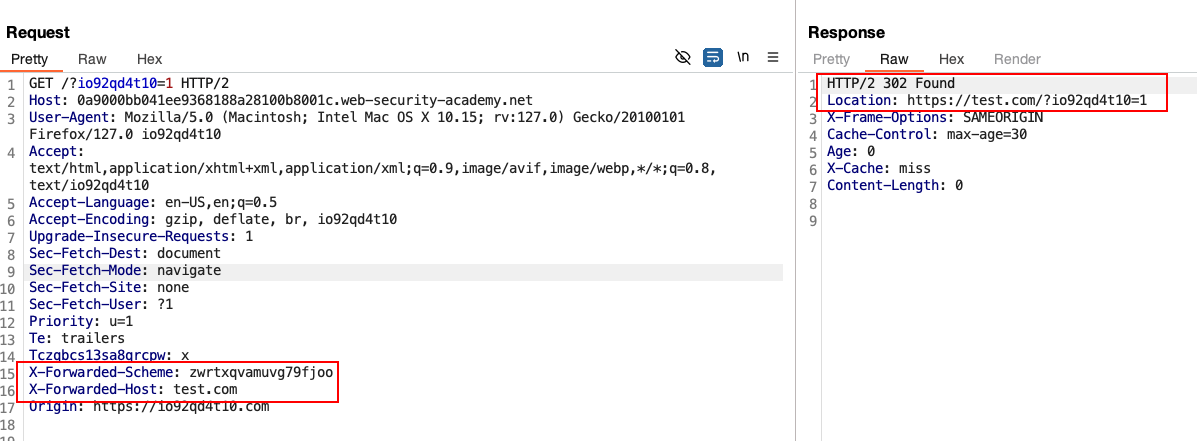 Request
Pretty Raw Hex
\n
1 GET /?io92qd4t10=1 HTTP/2
2 Host: 0a9000bb041ee9368188a28100b8001c.web-security-academy.net
3 User-Agent: Mozilla/5.0 (Macintosh; Intel Mac OS X 10.15; rv:127.0) Gecko/20100101
Firefox/127.0 io92qd4t10
4 Accept:
text/html,application/xhtml+xml,application/xml;q=0.9,image/avif,image/webp,*/*;q=0.8,
text/io92qd4t10
5 Accept-Language: en-US,en;q=0.5
6 Accept-Encoding: gzip, deflate, br, io92qd4t10
7 Upgrade-Insecure-Requests: 1
8 Sec-Fetch-Dest: document
9 Sec-Fetch-Mode: navigate
10 Sec-Fetch-Site: none
11 Sec-Fetch-User: ?1
12 Priority: u=1
13 Te: trailers
14 Tczqbcs13sa8qrcpw: x
15 X-Forwarded-Scheme: zwrtxqvamuvg79fjoo
16 X-Forwarded-Host: test.com
17 Origin: https://io92qd4t10.com
18
19
Response
Pretty Raw Hex Render
1 HTTP/2 302 Found
2 Location: https://test.com/?io92qd4t10=1
3 X-Frame-Options: SAMEORIGIN
4 Cache-Control: max-age=30
5 Age: 0
6 X-Cache: miss
7 Content-Length: 0
8
9